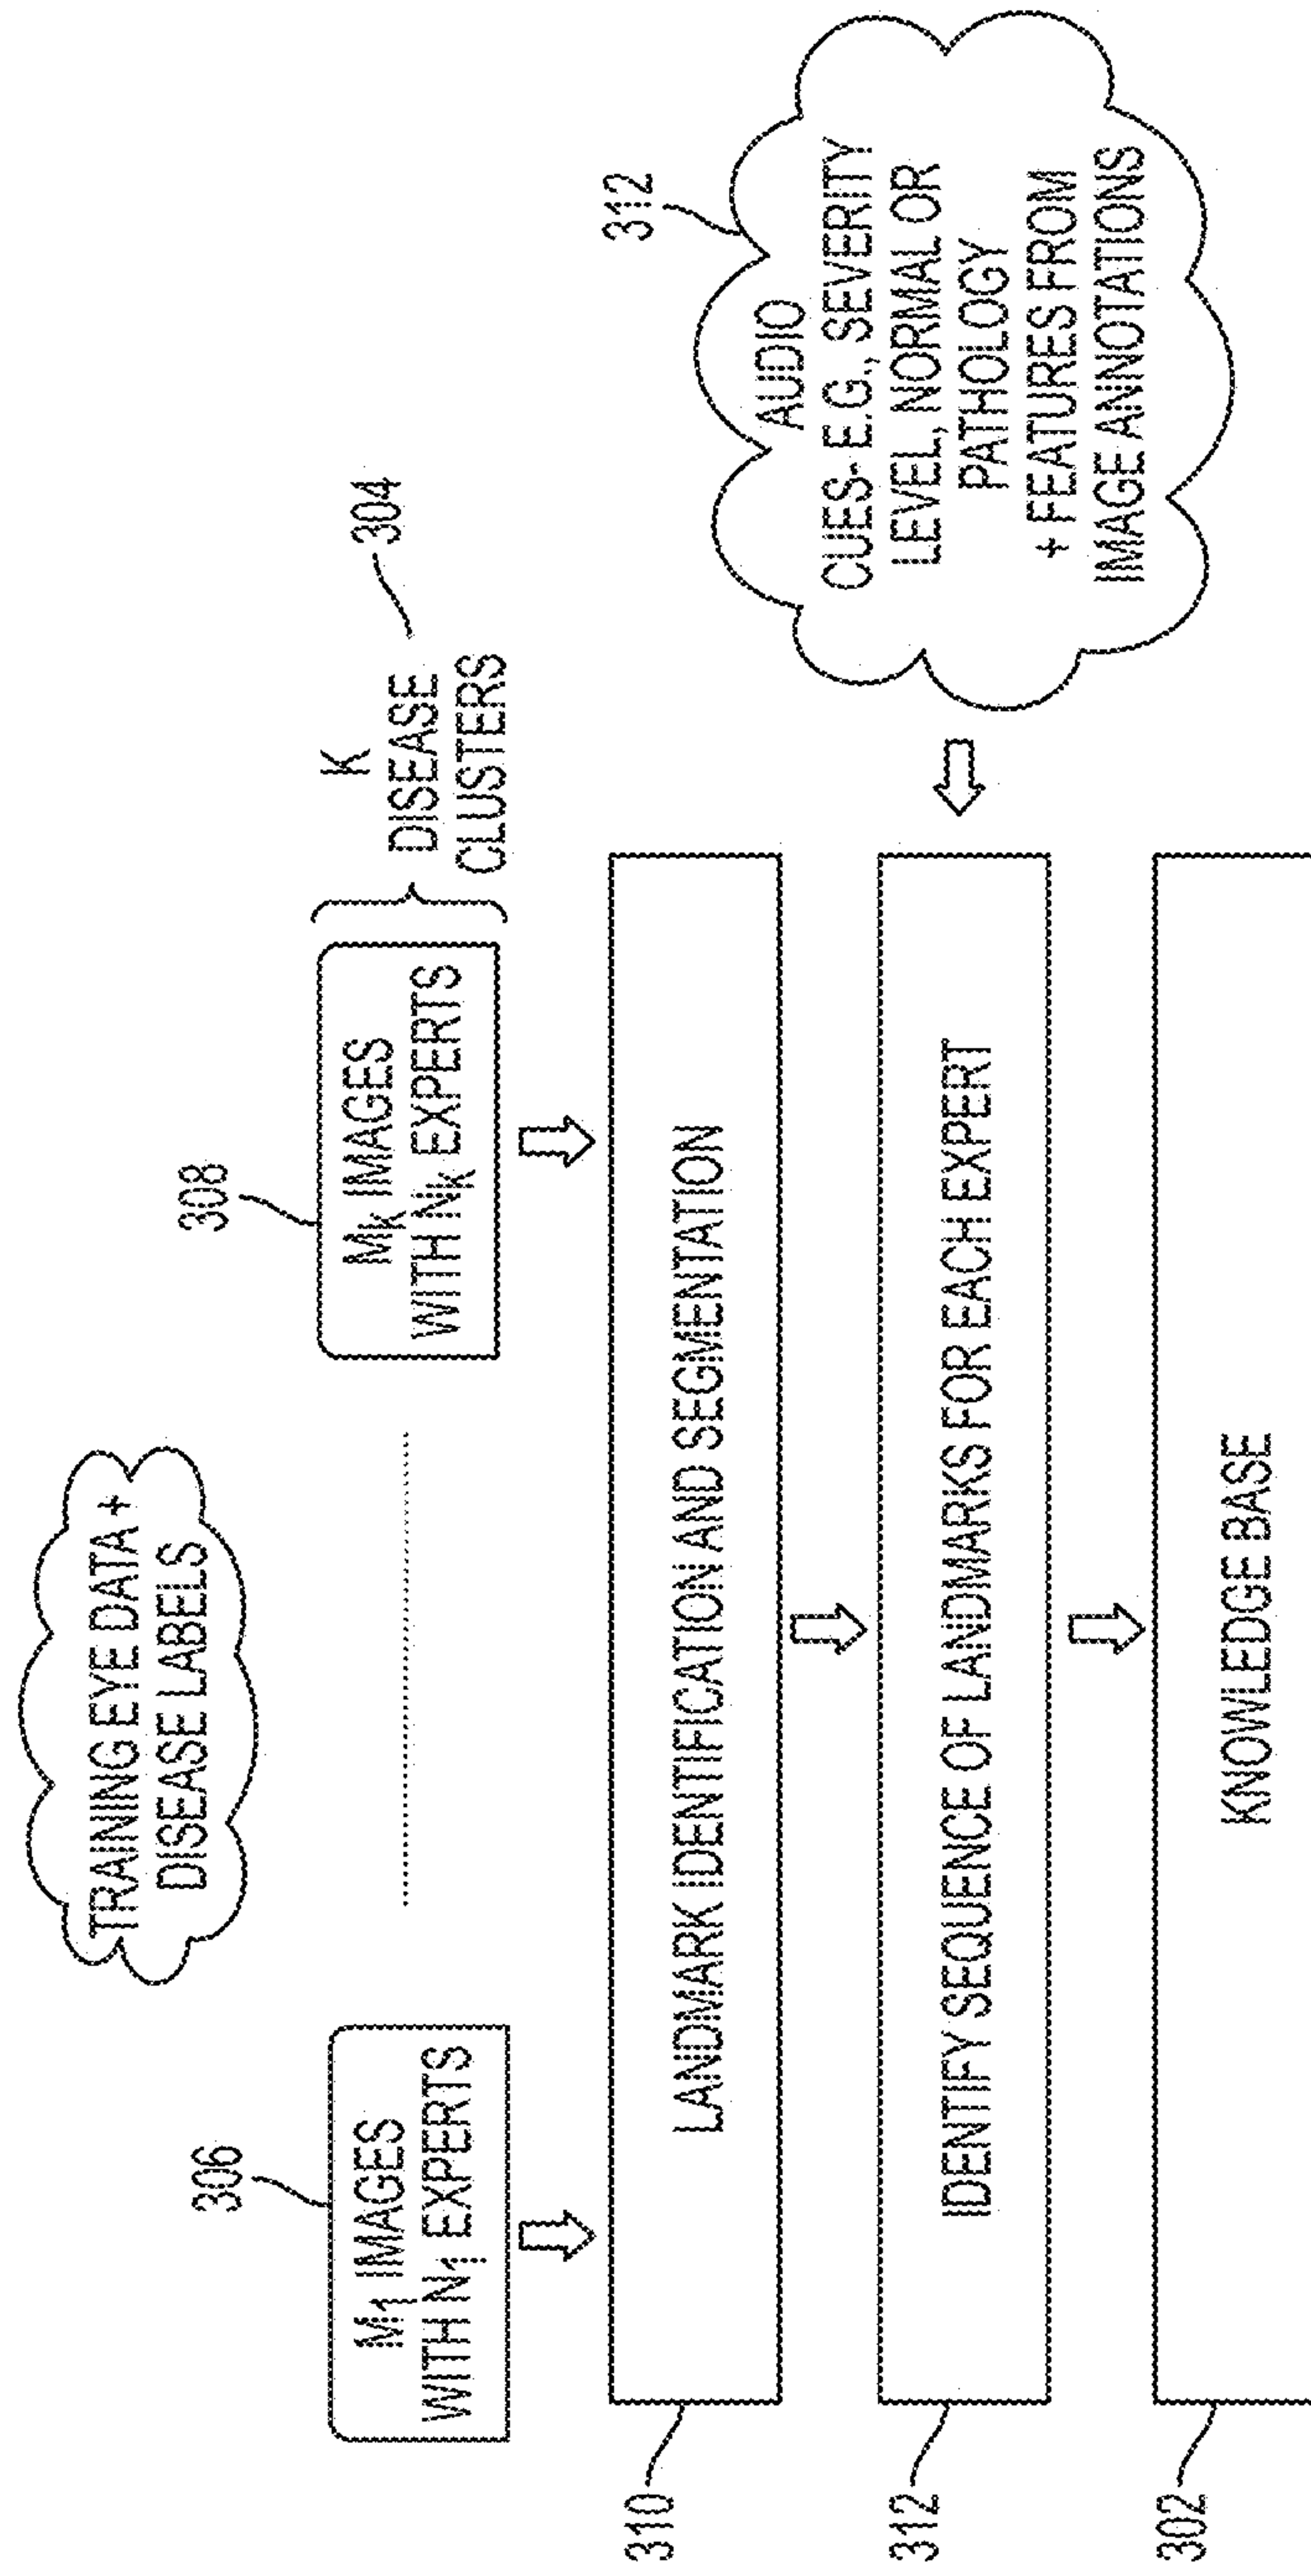 TRAINING EYE DATA +
DISEASE LABELS
306
M1 IMAGES
WITH N1 EXPERTS
308
MK IMAGES
WITH NK EXPERTS
K
DISEASE
CLUSTERS
304
310
LANDMARK IDENTIFICATION AND SEGMENTATION
312
AUDIO
CUES- E.G., SEVERITY
LEVEL, NORMAL OR
PATHOLOGY
+ FEATURES FROM
IMAGE ANNOTATIONS
312
IDENTIFY SEQUENCE OF LANDMARKS FOR EACH EXPERT
302
KNOWLEDGE BASE